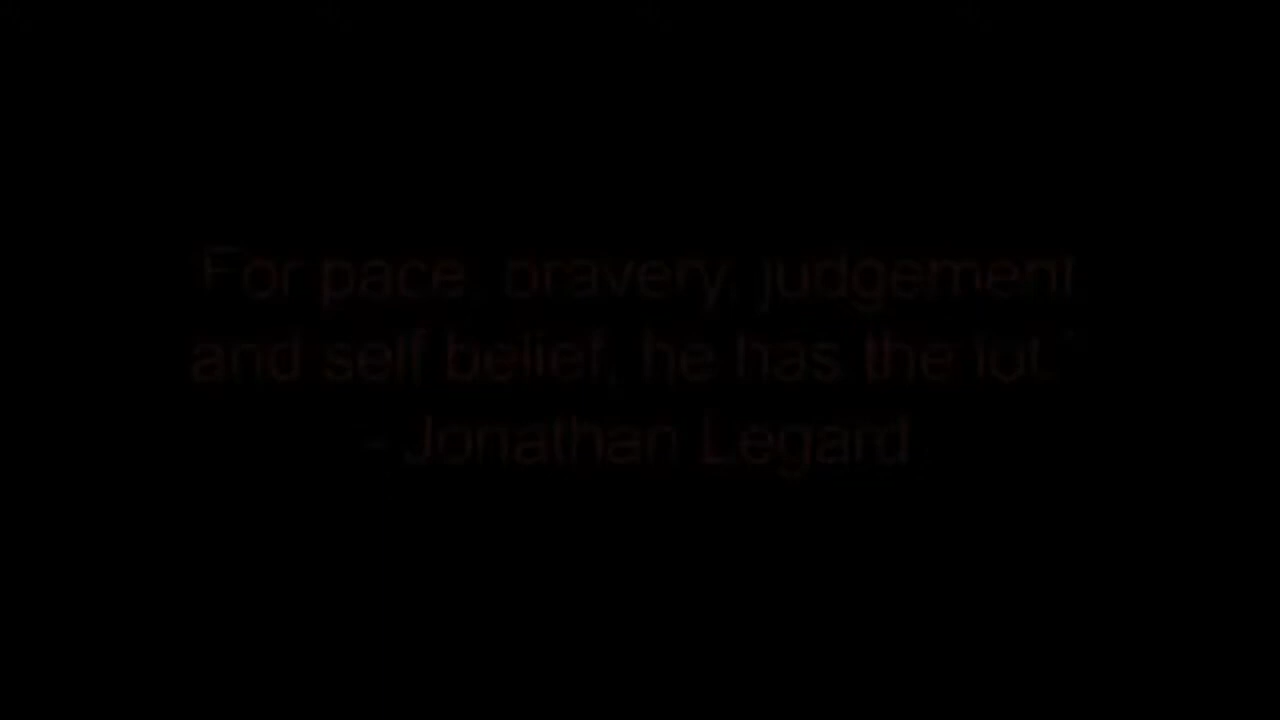 "For pace, bravery, judgement
and self belief, he has the lot."
- Jonathan Legard